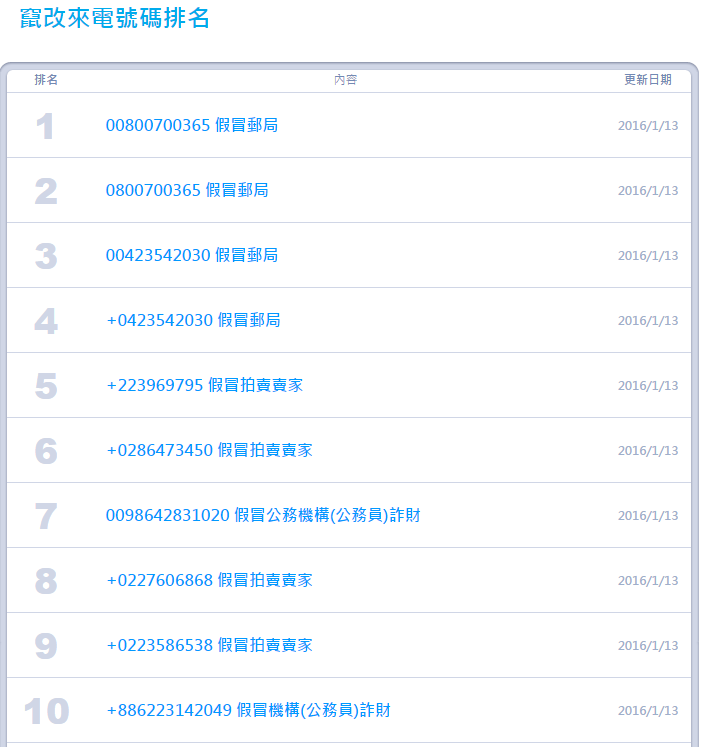 竄改來電號碼排名
排名 內容 更新日期
1 00800700365 假冒郵局 2016/1/13
2 0800700365 假冒郵局 2016/1/13
3 00423542030 假冒郵局 2016/1/13
4 +0423542030 假冒郵局 2016/1/13
5 +223969795 假冒拍賣賣家 2016/1/13
6 +0286473450 假冒拍賣賣家 2016/1/13
7 0098642831020 假冒公務機構(公務員)詐財 2016/1/13
8 +0227606868 假冒拍賣賣家 2016/1/13
9 +0223586538 假冒拍賣賣家 2016/1/13
10 +886223142049 假冒機構(公務員)詐財 2016/1/13